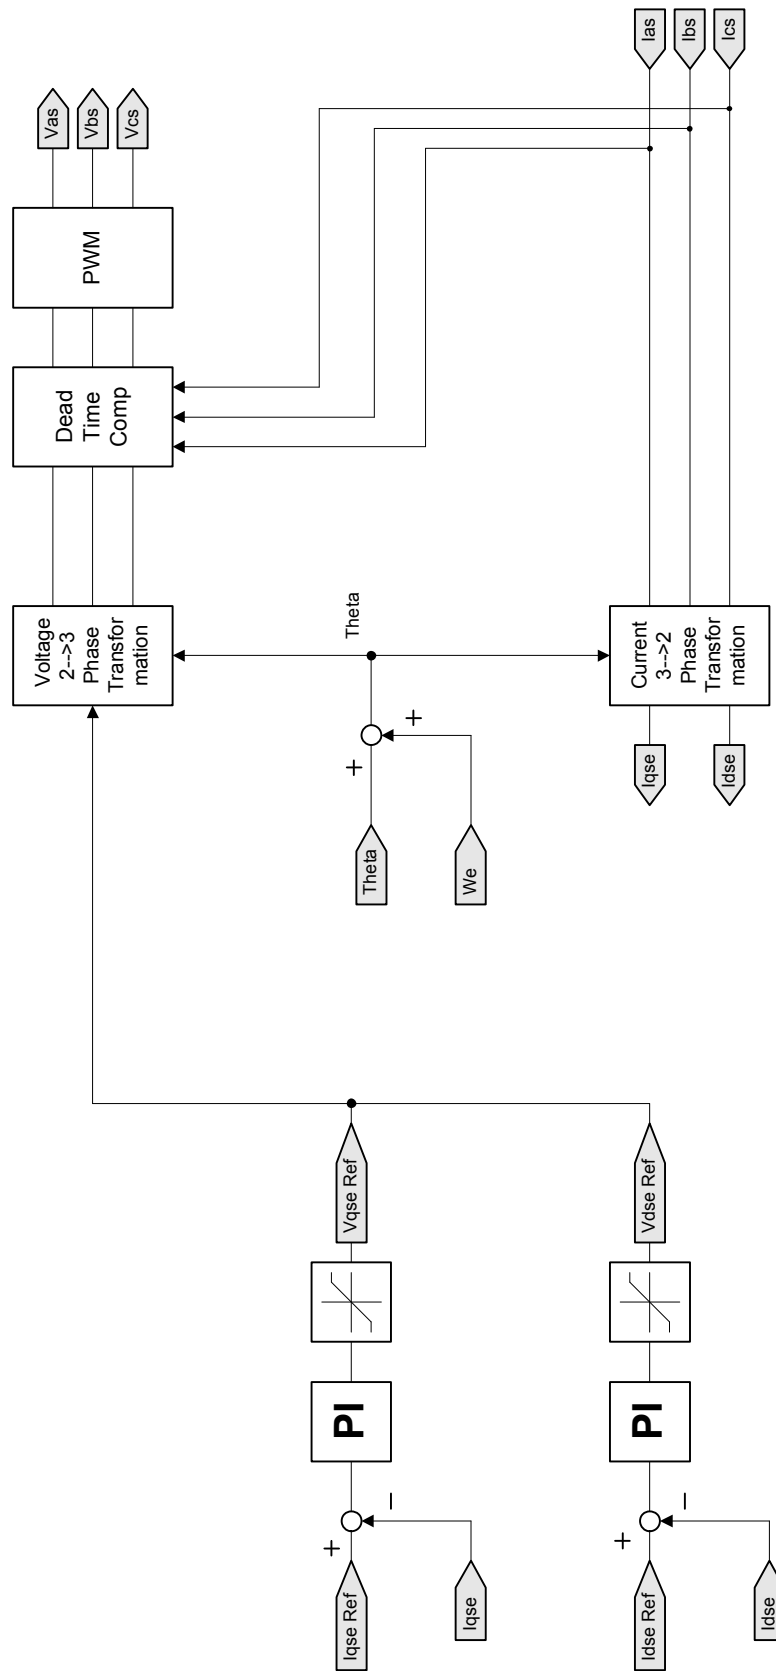 Iqse Ref
+
−
Iqse
PI
Vqse Ref
Idse Ref
+
−
Idse
PI
Vdse Ref
Theta
+
We
+
Theta
Voltage
2-->3
Phase
Transfor
mation
Dead
Time
Comp
PWM
Vas
Vbs
Vcs
Iqse
Idse
Current
3-->2
Phase
Transfor
mation
Ias
Ibs
Ics